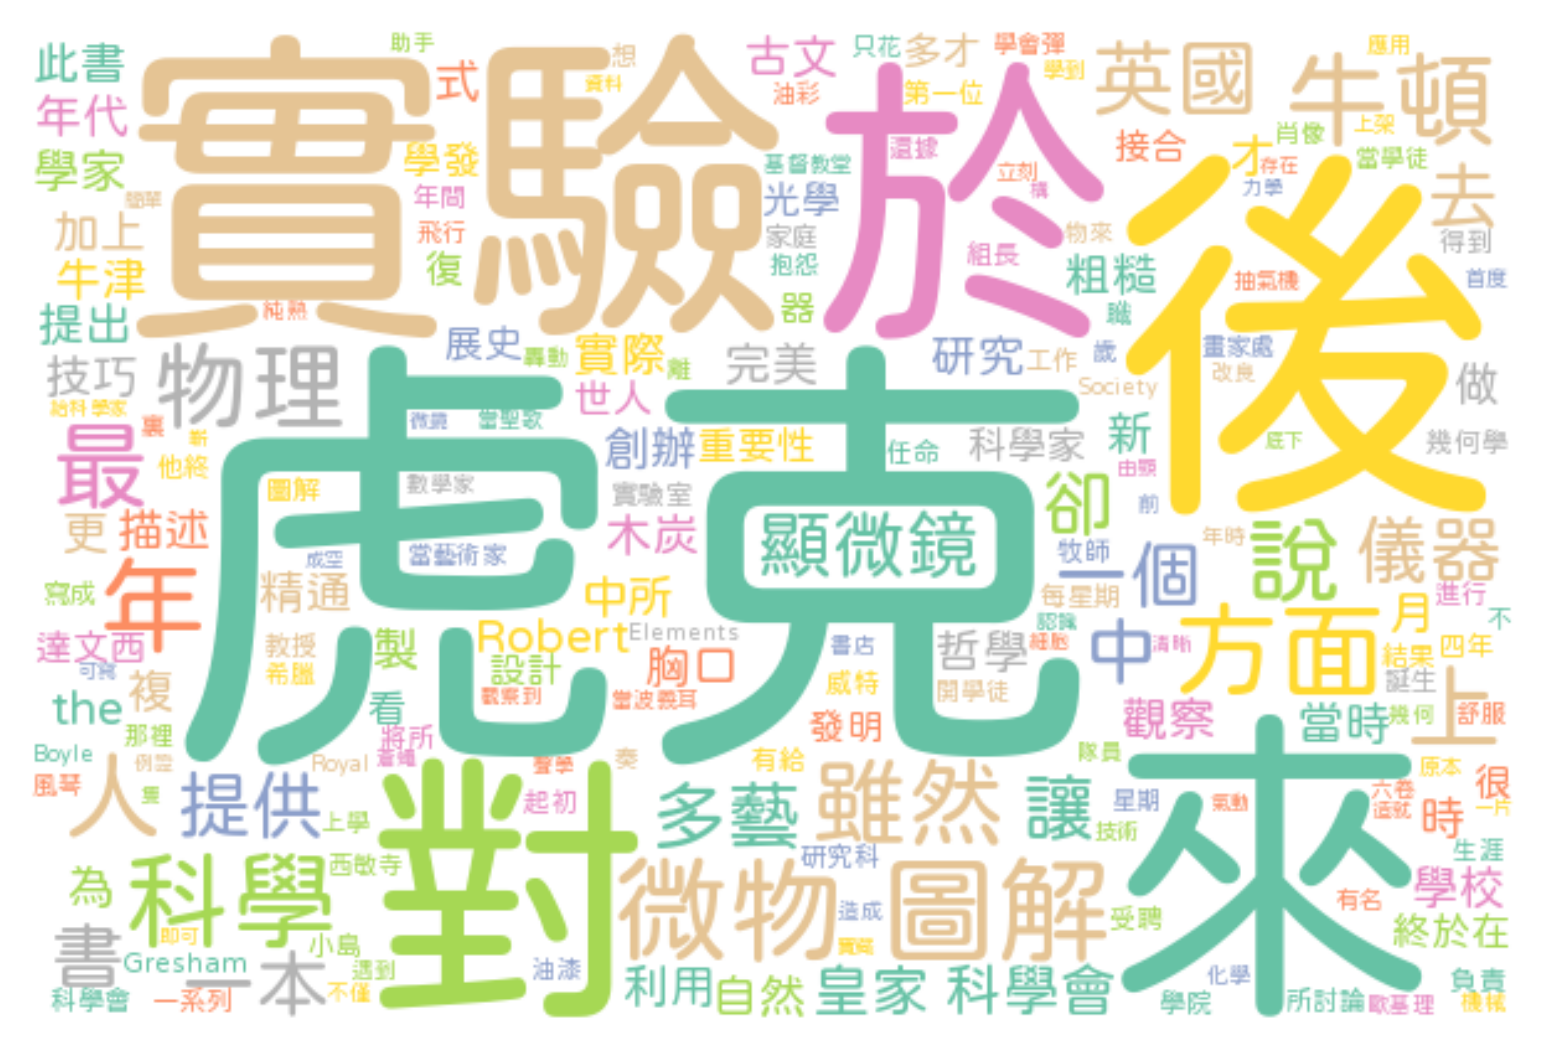 此書
助手
式
想
資料
古文
油彩
只花
多才
第一位
學會彈
學到
英國
應用
牛頓
年代
學家
實驗
學發
年間
飛行
復
基督教堂
光學
家庭
抱怨
器
於
還據
立刻
構
組長
物來
粗糙
接合
職
才
存在
力學
肖像
上架
當學徒
去
得到
首度
抽氣機
後
加上
簡單
牛津
提出
純熟
技巧
物理
展史
轟動
實際
離
世人
完美
研究
工作
歲
Society
畫家處
改良
做
給科學家
最
裏
嶄
他終
虎克
微鏡
當聖歌
數學家
圖解
創辦
重要性
實驗室
任命
科學家
新
由顯
底下
幾何學
更
描述
成空
當藝術家
木炭
顯微鏡
卻
前
牧師
年時
說
儀器
寫成
年
精通
中所
一個
每星期
認識
細胞
方面
月
進行
不
達文西
可寫
複
教授
希臘
製
Robert
Elements
設計
觀察到
胸口
當波義耳
書店
威特
哲學
開學徒
中
清晰
結果
四年
誕生
the
那裡
看
將所
蒼蠅
發明
觀察
當時
幾何
上
舒服
Boyle
例證
Royal
聲學
奏
有給
隊員
原本
風琴
隻
人
提供
上學
起初
多藝
雖然
讓
星期
技術
氣動
來
六卷
造就
時
很
一片
為
科學
西敏寺
對
研究科
微物圖解
造成
寶藏
受聘
有名
生涯
學校
終於在
書
即可
小島
Gresham
一本
遇到
不僅
油漆
利用
自然
皇家科學會
化學
學院
所討論
歐基理
負責
機械
科學會
一系列